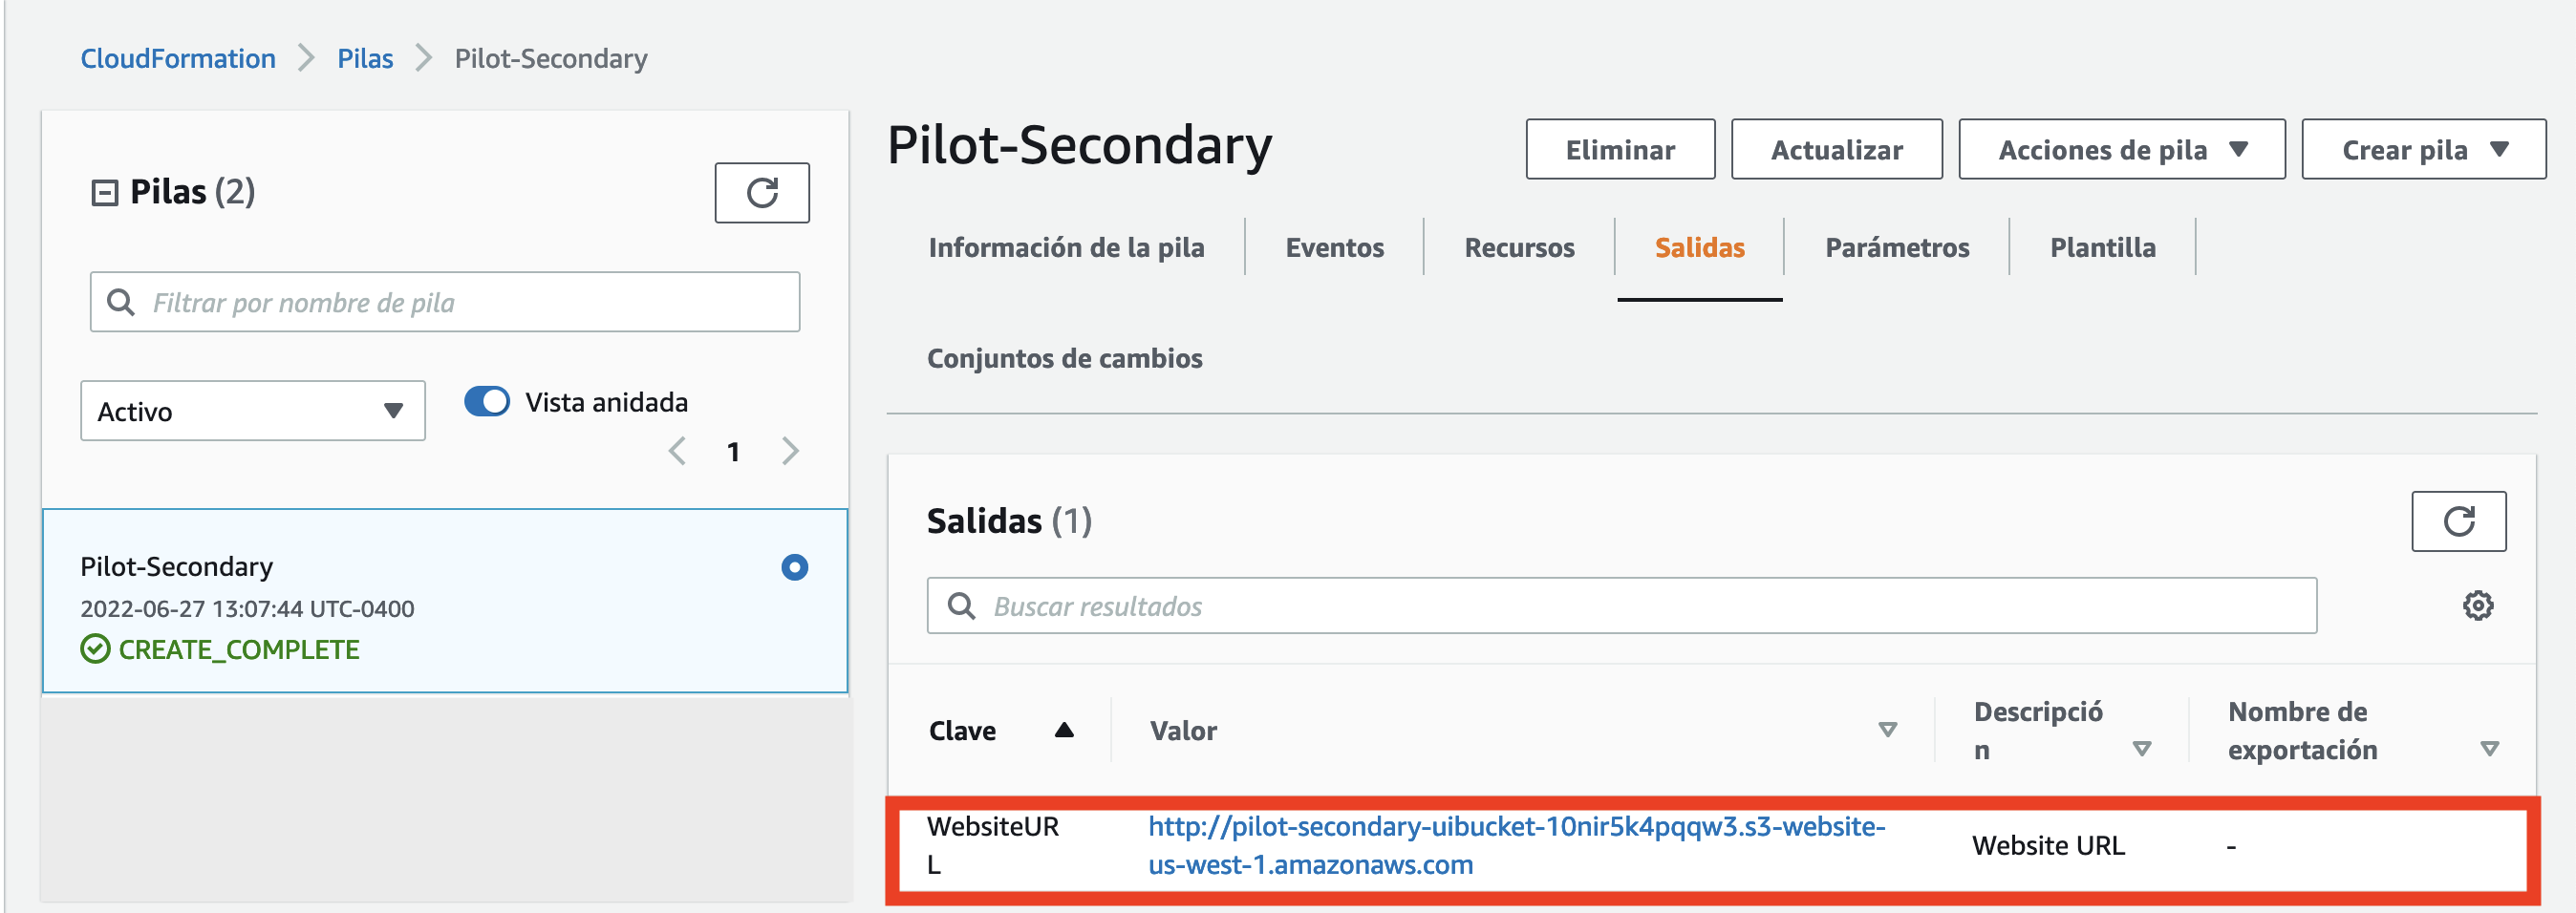 CloudFormation > Pilas > Pilot-Secondary
Pilas (2)
Filtrar por nombre de pila
Activo
Vista anidada
1
Pilot-Secondary
2022-06-27 13:07:44 UTC-0400
CREATE_COMPLETE
Pilot-Secondary
Eliminar
Actualizar
Acciones de pila
Crear pila
Información de la pila
Eventos
Recursos
Salidas
Parámetros
Plantilla
Conjuntos de cambios
Salidas (1)
Buscar resultados
Clave
Valor
Descripció
n
Nombre de
exportación
WebsiteUR
L
http://pilot-secondary-uibucket-10nir5k4pqqw3.s3-website-
us-west-1.amazonaws.com
Website URL
-